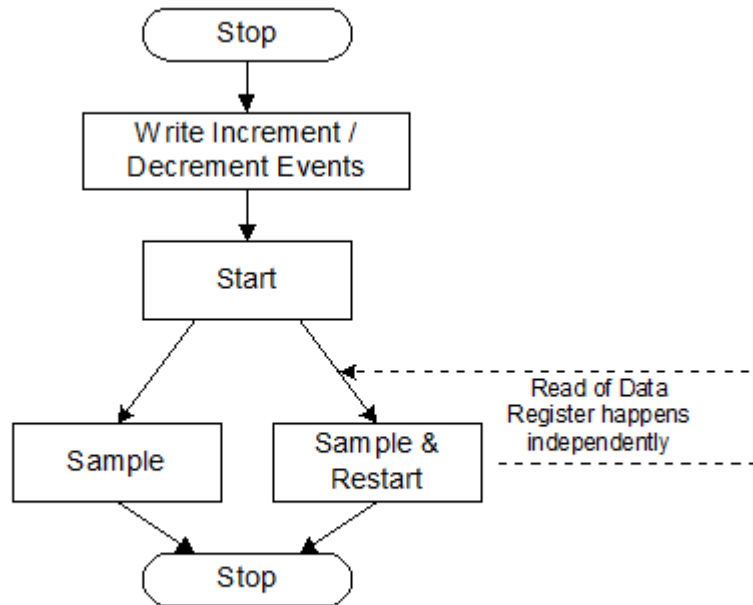 Stop
Write Increment /
Decrement Events
Start
Read of Data
Register happens
independently
Sample
Sample &
Restart
Stop